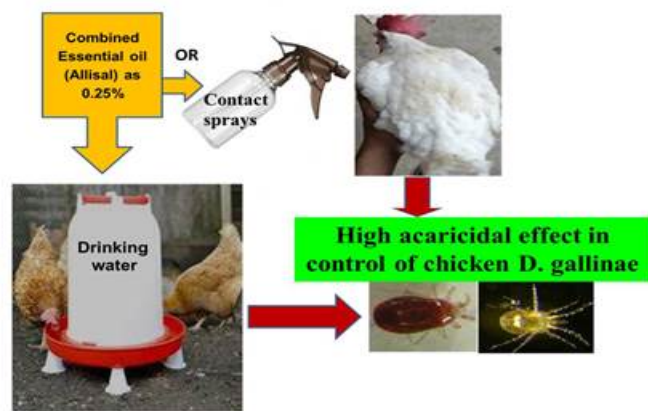 Combined
Essential oil
(Allisal) as
0.25%
OR
Contact
sprays
Drinking
water
High acaricidal effect in
control of chicken D. gallinae